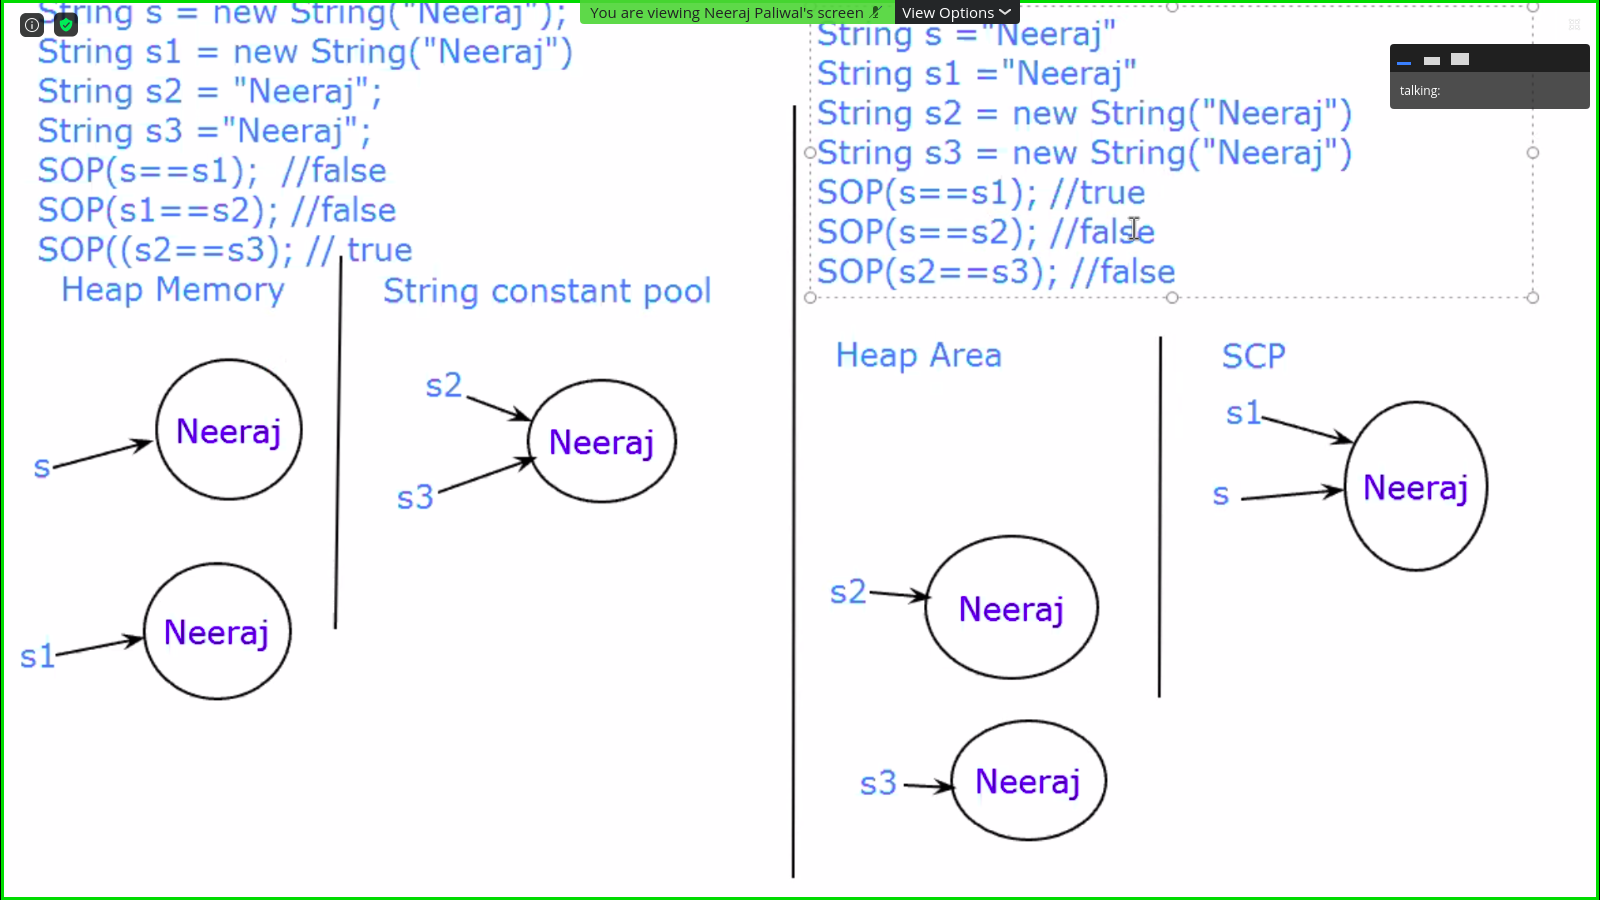 You are viewing Neeraj Paliwal's screen
View Options
talking:
String s = new String("Neeraj");
String s1 = new String("Neeraj")
String s2 = "Neeraj";
String s3 ="Neeraj";
SOP(s==s1);  //false
SOP(s1==s2); //false
SOP((s2==s3); // true
Heap Memory
String constant pool
s
Neeraj
s1
Neeraj
s2
s3
Neeraj
String s ="Neeraj"
String s1 ="Neeraj"
String s2 = new String("Neeraj")
String s3 = new String("Neeraj")
SOP(s==s1); //true
SOP(s==s2); //false
SOP(s2==s3); //false
Heap Area
SCP
s1
s
Neeraj
s2
Neeraj
s3
Neeraj